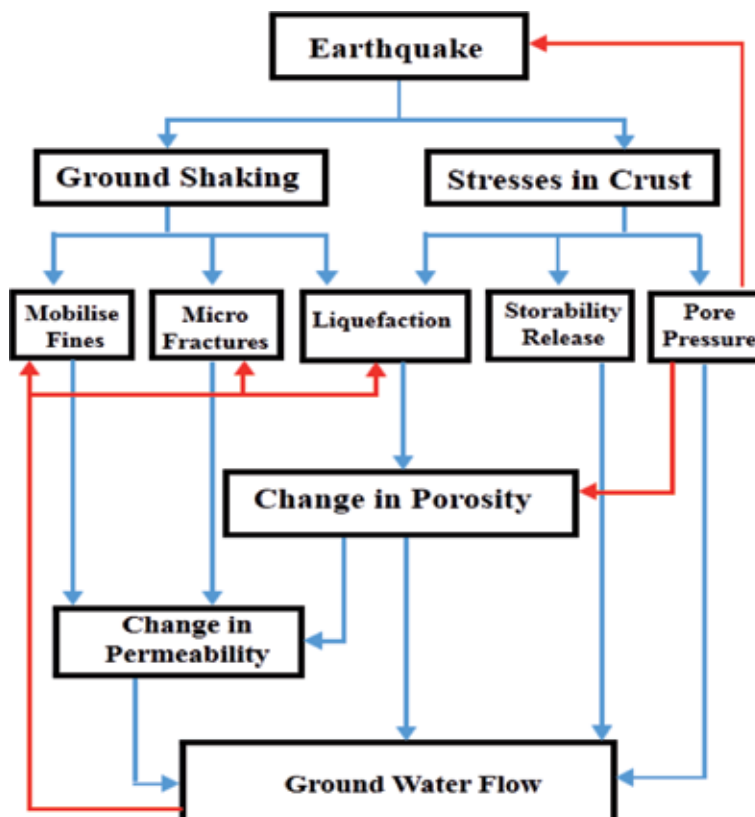 Earthquake
Ground Shaking
Stresses in Crust
Mobilise
Fines
Micro
Fractures
Liquefaction
Storability
Release
Pore
Pressure
Change in Porosity
Change in
Permeability
Ground Water Flow